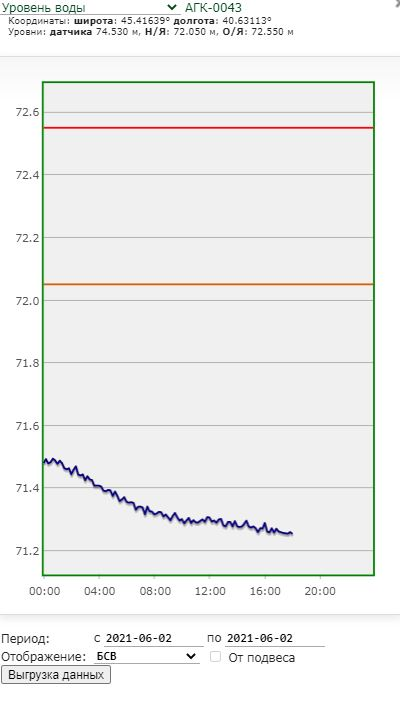 Уровень воды АГК-0043
Координаты: широта: 45.41639° долгота: 40.63113°
Уровни: датчика 74.530 м, Н/Я: 72.050 м, О/Я: 72.550 м
72.6
72.4
72.2
72.0
71.8
71.6
71.4
71.2
00:00 04:00 08:00 12:00 16:00 20:00
Период: с 2021-06-02 по 2021-06-02
Отображение: БСВ От подвеса
Выгрузка данных